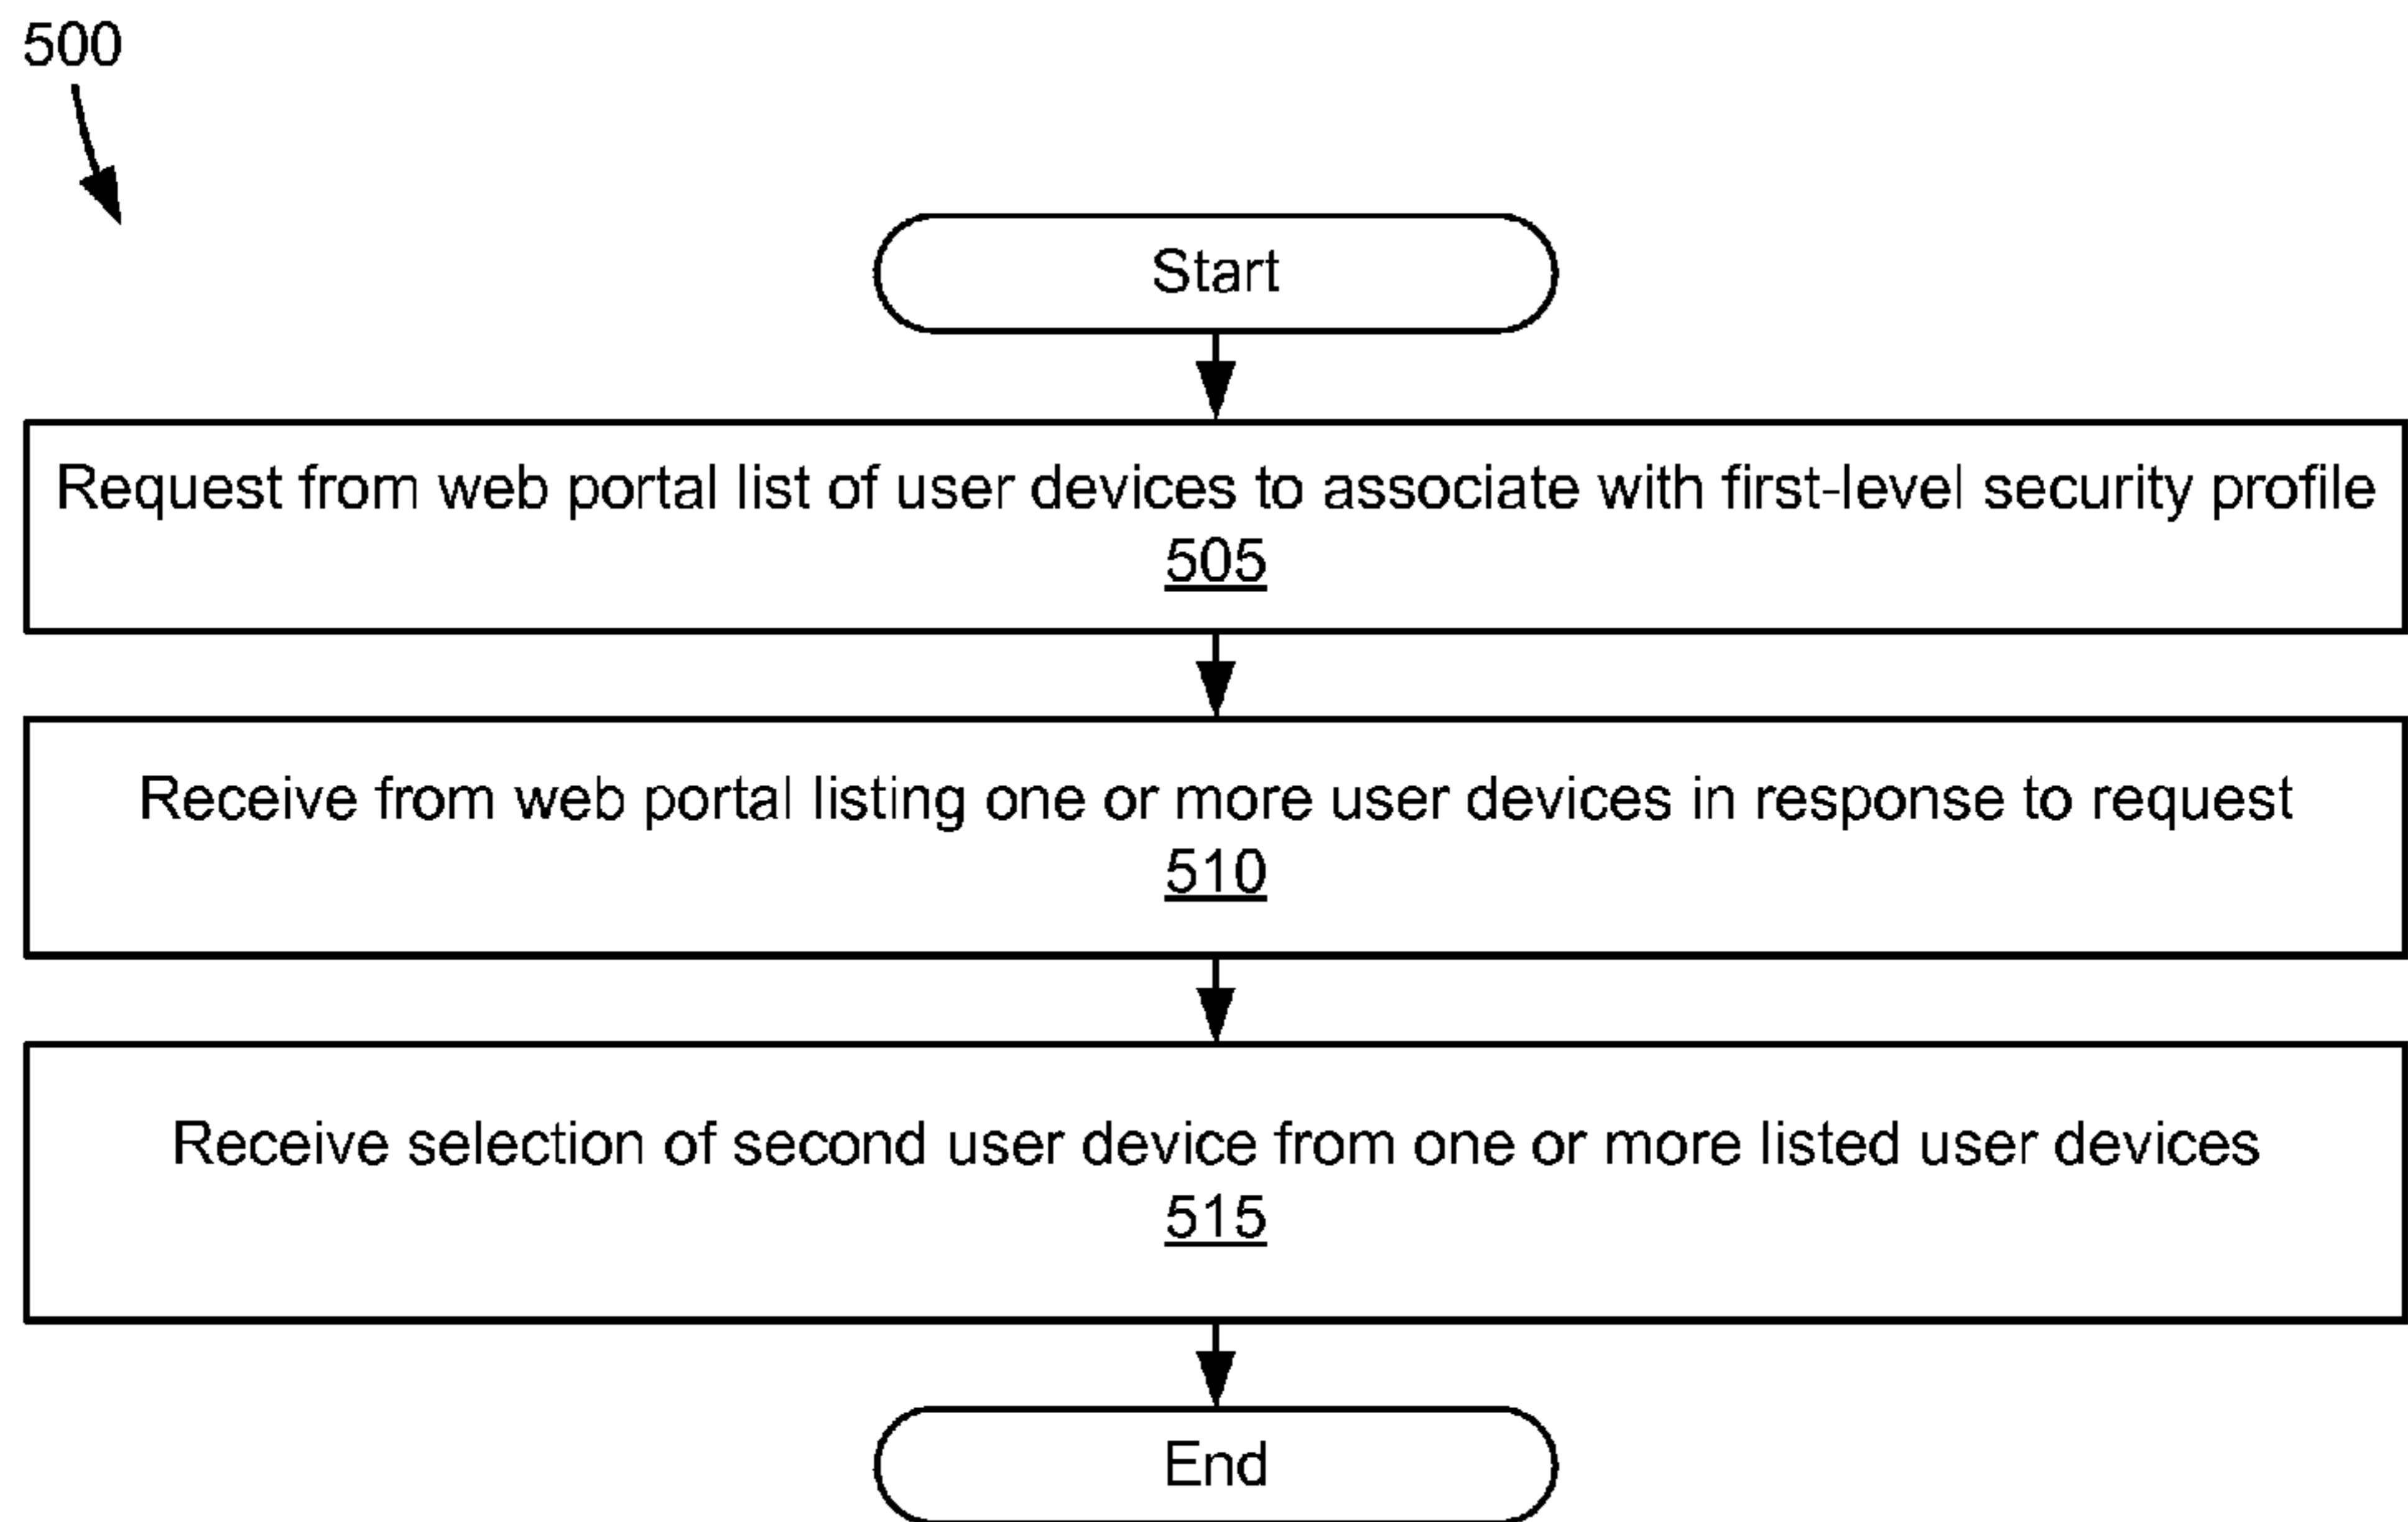 500
Start
Request from web portal list of user devices to associate with first-level security profile
505
Receive from web portal listing one or more user devices in response to request
510
Receive selection of second user device from one or more listed user devices
515
End